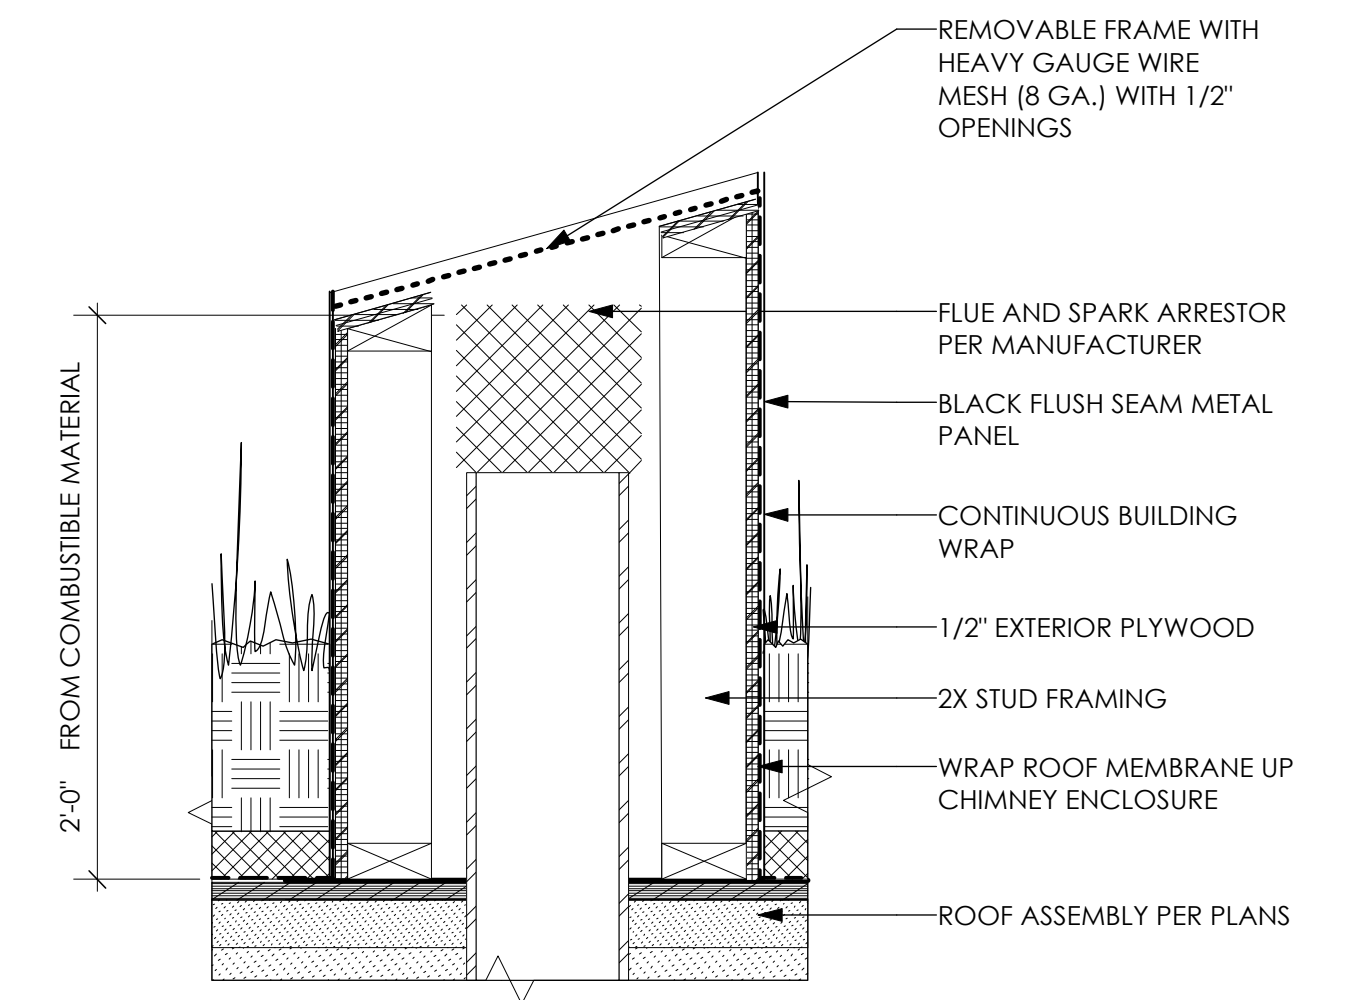 REMOVABLE FRAME WITH
HEAVY GAUGE WIRE
MESH (8 GA.) WITH 1/2"
OPENINGS
FLUE AND SPARK ARRESTOR
PER MANUFACTURER
BLACK FLUSH SEAM METAL
PANEL
CONTINUOUS BUILDING
WRAP
1/2" EXTERIOR PLYWOOD
2X STUD FRAMING
WRAP ROOF MEMBRANE UP
CHIMNEY ENCLOSURE
ROOF ASSEMBLY PER PLANS
2'-0" FROM COMBUSTIBLE MATERIAL